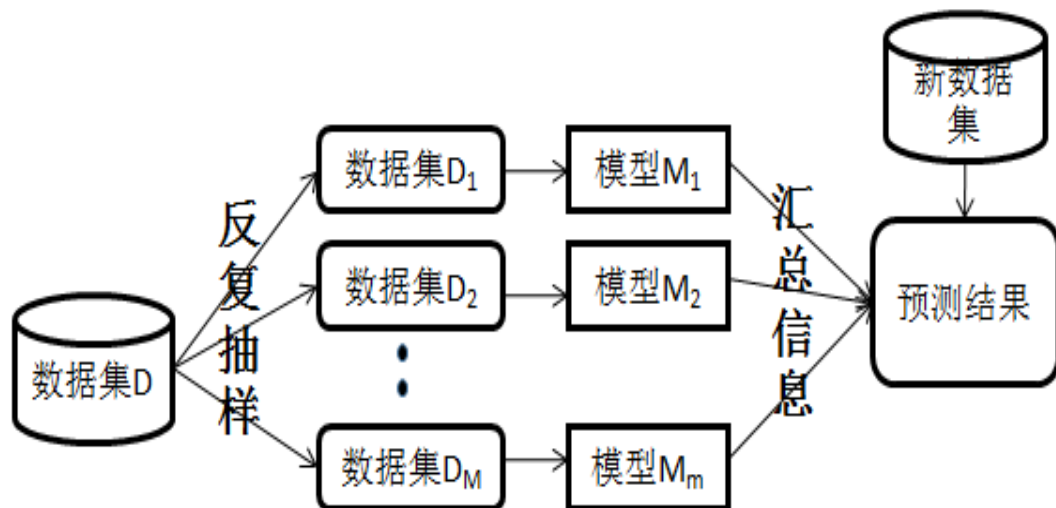 新数据
集
数据集D₁
模型M₁
反复抽样
汇总信息
数据集D₂
模型M₂
预测结果
数据集D
数据集D_M
模型Mₘ